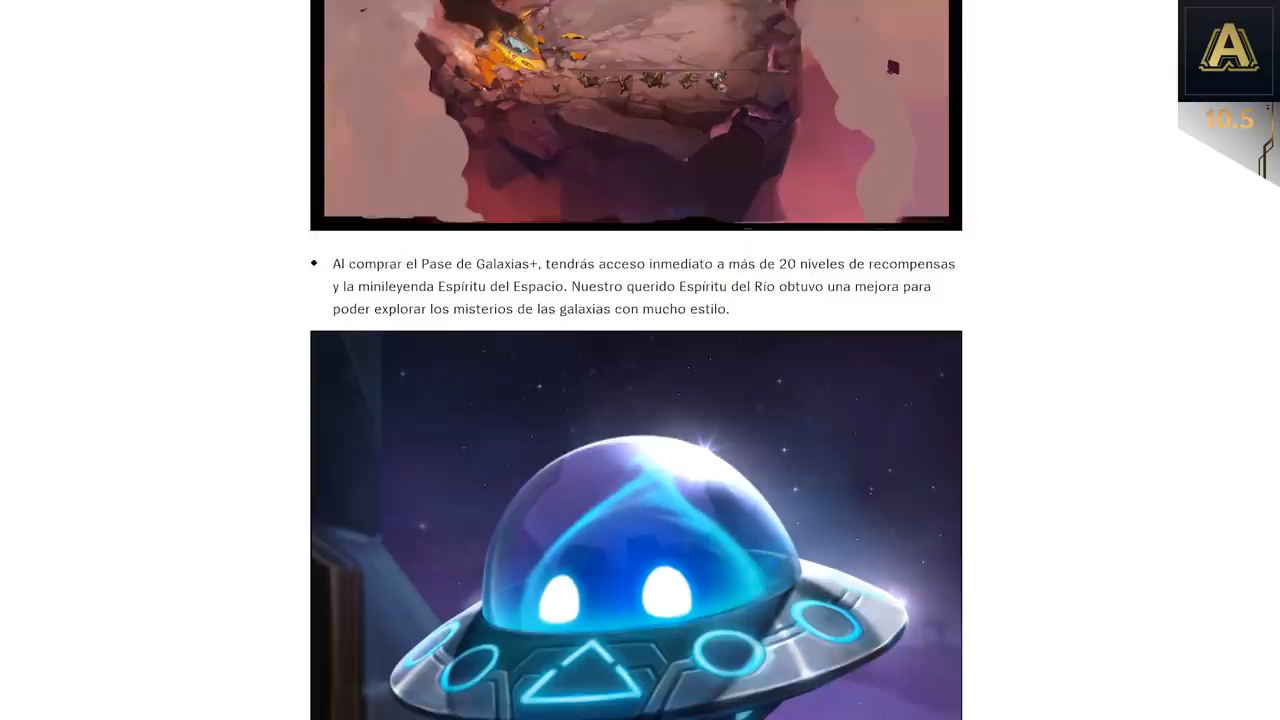 A
10.5
Al comprar el Pase de Galaxias+, tendrás acceso inmediato a más de 20 niveles de recompensas
y la minileyenda Espíritu del Espacio. Nuestro querido Espíritu del Río obtuvo una mejora para
poder explorar los misterios de las galaxias con mucho estilo.